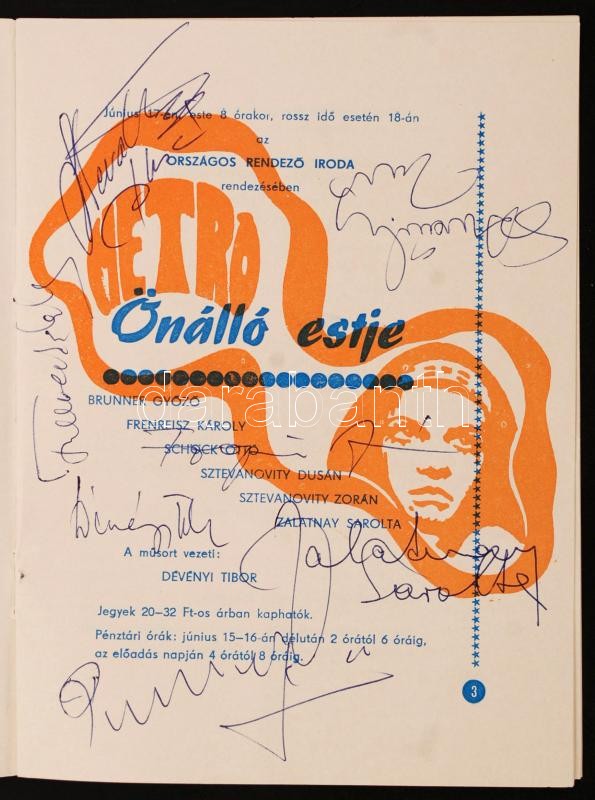 Június 17-én, este 8 órakor, rossz idő esetén 18-án
az
ORSZÁGOS RENDEZŐ IRODA
rendezésében
METRO
Önálló estje
BRUNNER GYŐZŐ
FRENREISZ KÁROLY
SCHÖCK OTTÓ
SZTEVANOVITY DUSÁN
SZTEVANOVITY ZORÁN
ZALATNAY SAROLTA
A műsort vezeti:
DÉVÉNYI TIBOR
Zalatnay
Sarolta
Jegyek 20–32 Ft-os árban kaphatók.
Pénztári órák: június 15–16-án délután 2 órától 6 óráig,
az előadás napján 4 órától 8 óráig.
3
darabanth